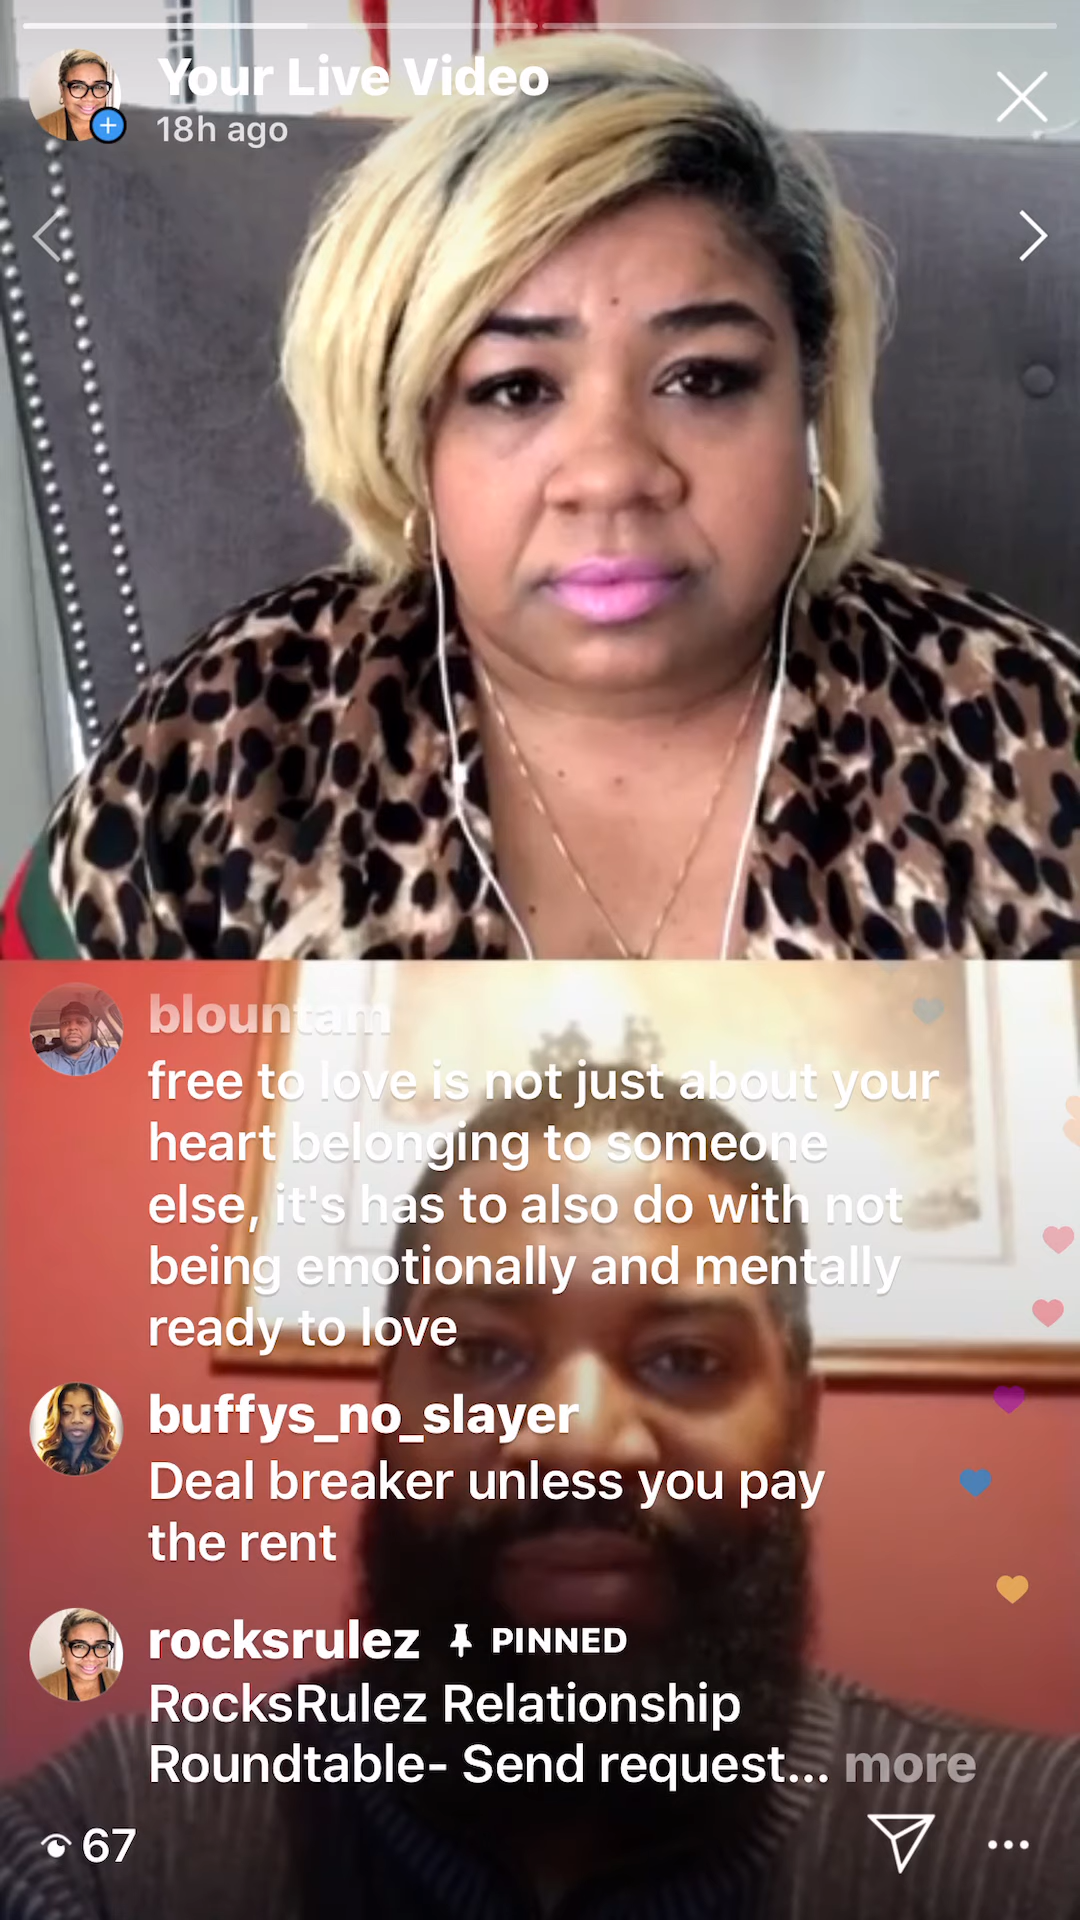 Your Live Video
18h ago
blountam
free to love is not just about your
heart belonging to someone
else, it's has to also do with not
being emotionally and mentally
ready to love
buffys_no_slayer
Deal breaker unless you pay
the rent
rocksrulez PINNED
RocksRulez Relationship
Roundtable- Send request... more
67